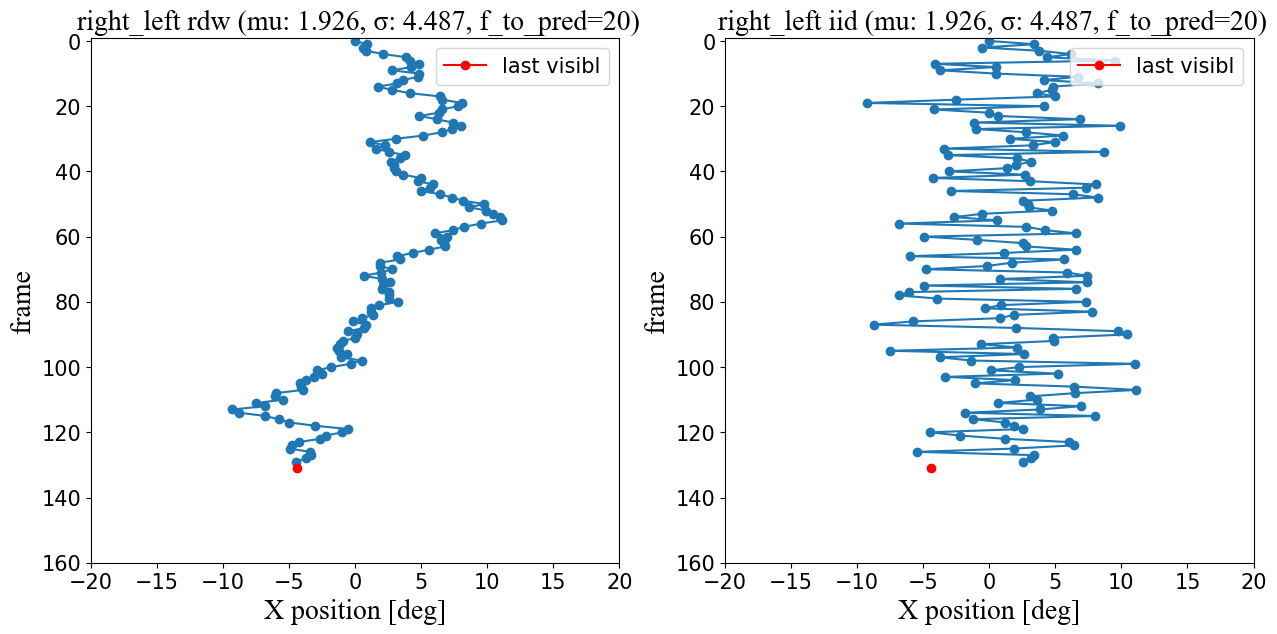 right_left rdw (mu: 1.926, σ: 4.487, f_to_pred=20)
last visibl
0
20
40
60
80
100
120
140
160
frame
−20 −15 −10 −5 0 5 10 15 20
X position [deg]
right_left iid (mu: 1.926, σ: 4.487, f_to_pred=20)
last visibl
0
20
40
60
80
100
120
140
160
frame
−20 −15 −10 −5 0 5 10 15 20
X position [deg]